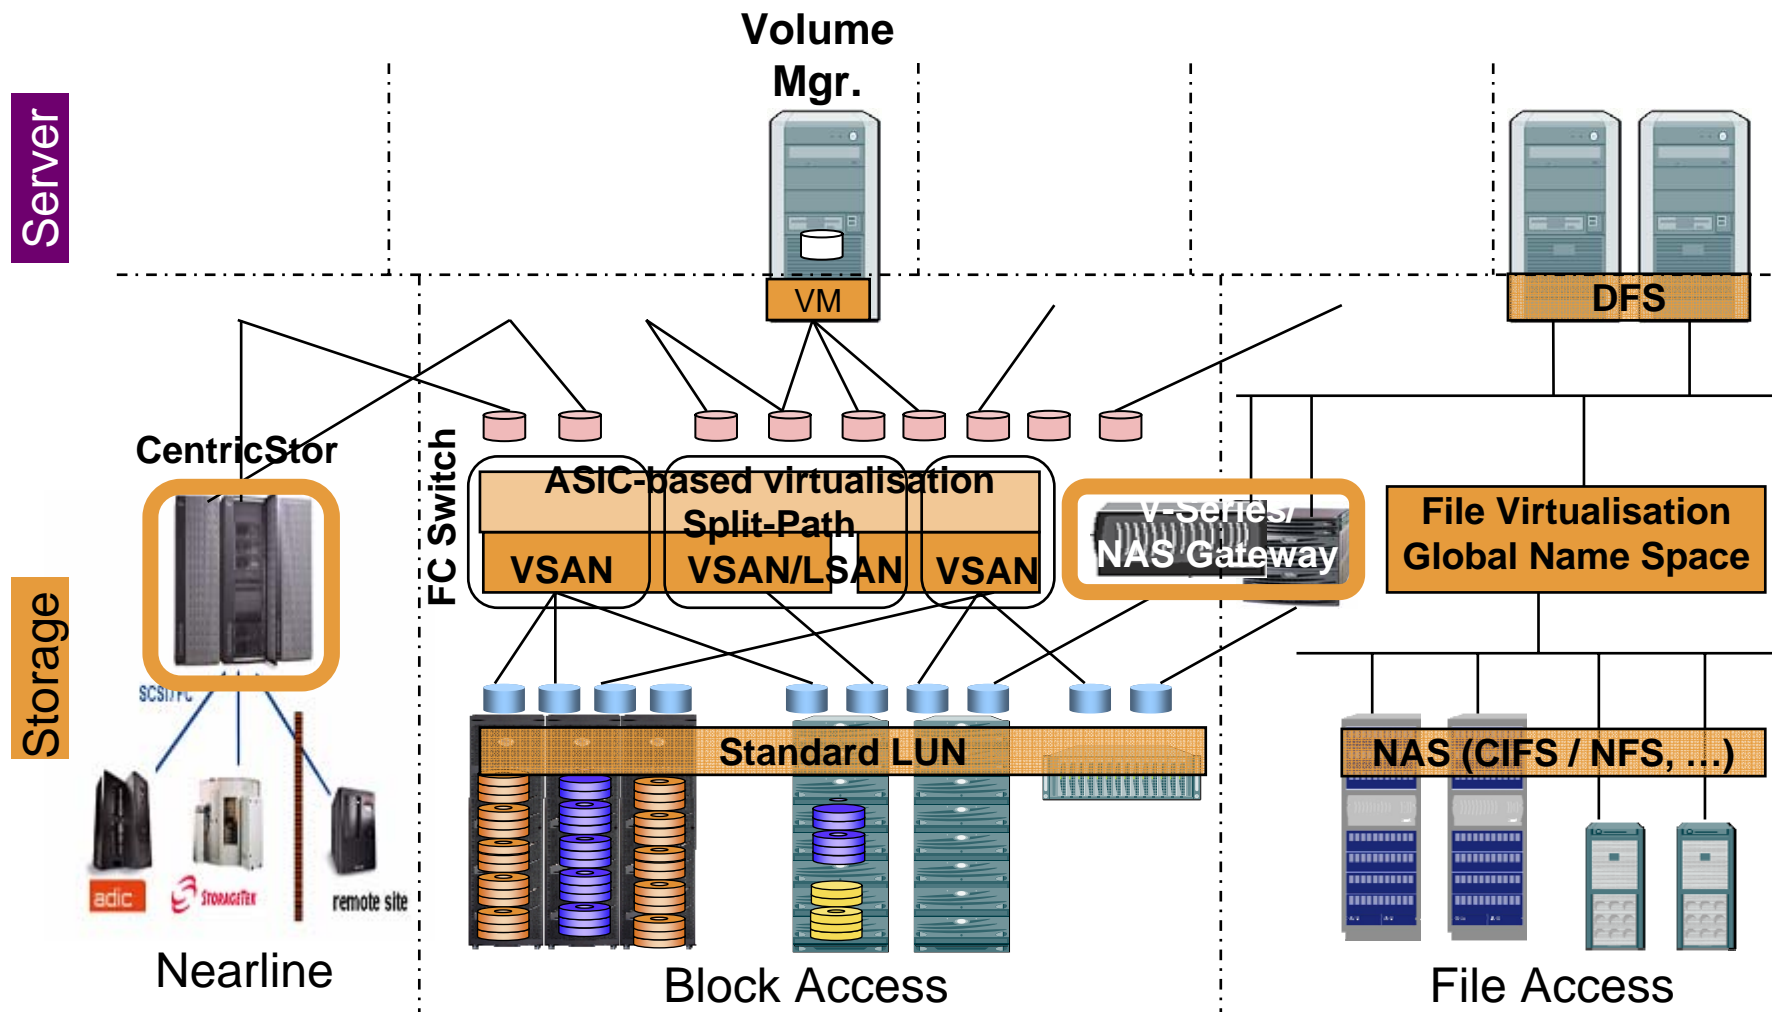 Volume
Mgr.
Server
VM
DFS
CentricStor
FC Switch
ASIC-based virtualisation
Split-Path
VSAN
VSAN/LSAN
VSAN
V-Series/
NAS Gateway
File Virtualisation
Global Name Space
Storage
SCSI/FC
Standard LUN
NAS (CIFS / NFS, ...)
adic
STORAGETEK
remote site
Nearline
Block Access
File Access